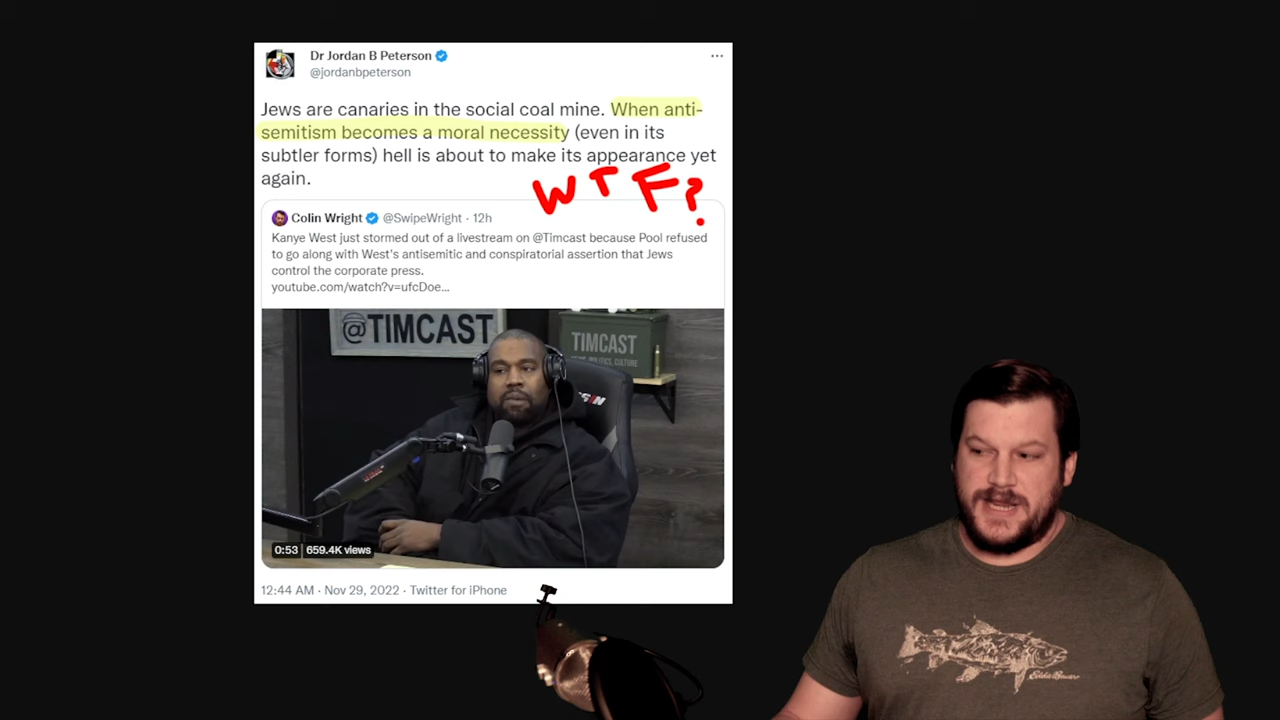 Dr Jordan B Peterson
@jordanbpeterson
Jews are canaries in the social coal mine. When anti-
semitism becomes a moral necessity (even in its
subtler forms) hell is about to make its appearance yet
again.
WTF?
Colin Wright @SwipeWright · 12h
Kanye West just stormed out of a livestream on @Timcast because Pool refused
to go along with West's antisemitic and conspiratorial assertion that Jews
control the corporate press.
youtube.com/watch?v=ufcDoe...
@TIMCAST
TIMCAST
0:53 659.4K views
12:44 AM · Nov 29, 2022 · Twitter for iPhone
Eddie Bauer